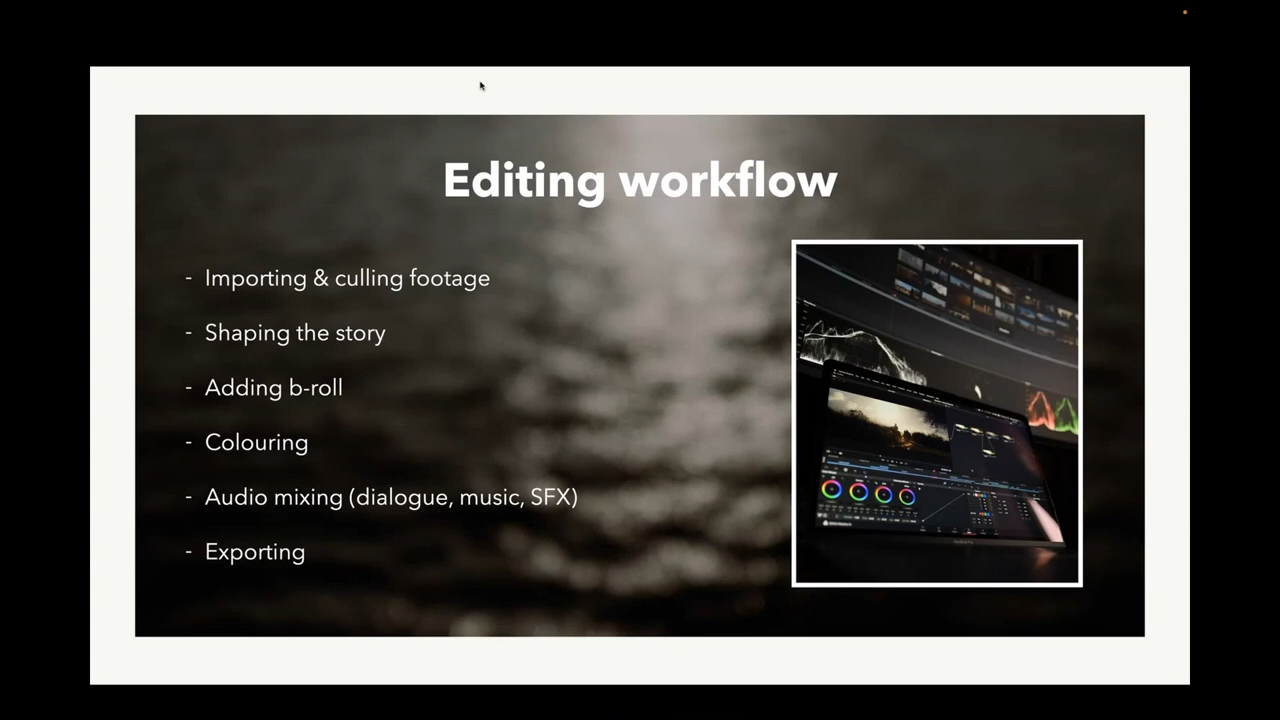 Editing workflow
- Importing & culling footage
- Shaping the story
- Adding b-roll
- Colouring
- Audio mixing (dialogue, music, SFX)
- Exporting